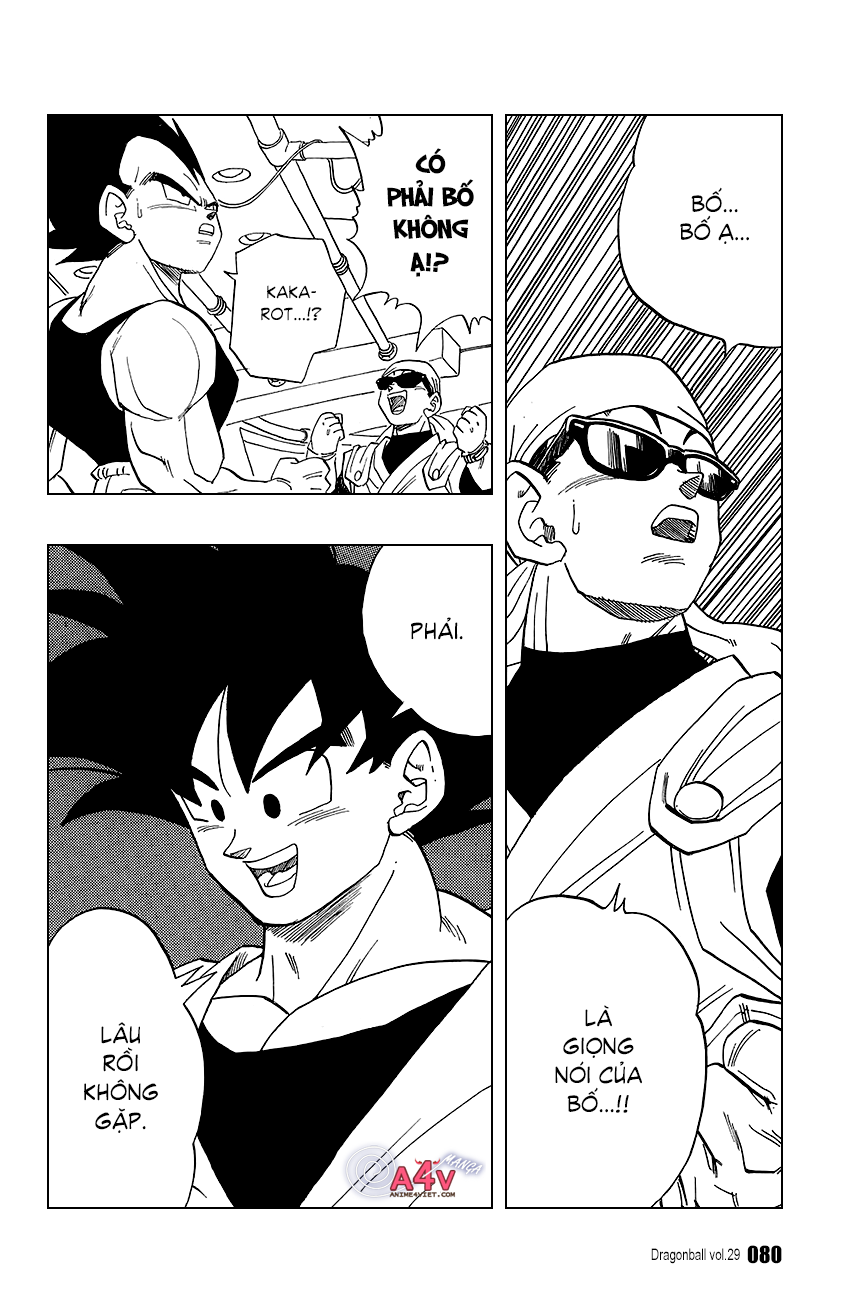 BỐ...
BỐ Ạ...
LÀ
GIỌNG
NÓI CỦA
BỐ...!!
CÓ
PHẢI BỐ
KHÔNG
Ạ!?
KAKA-
ROT...!?
PHẢI.
LÂU
RỒI
KHÔNG
GẶP.
A4V
MANGA
ANIME4VIET.COM
Dragonball vol.29 080